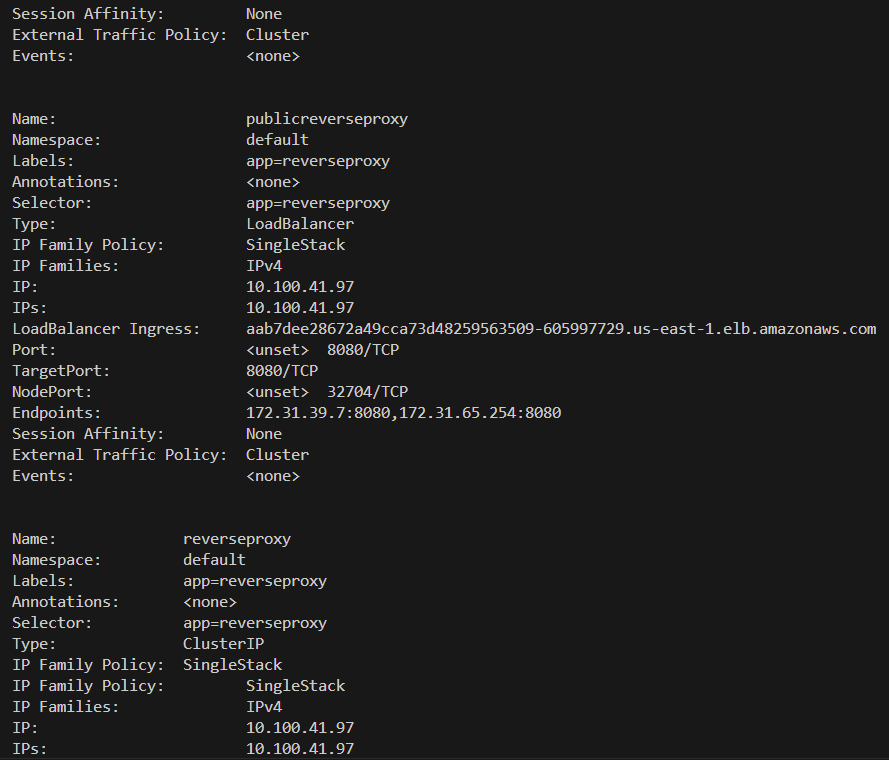 Session Affinity:         None
External Traffic Policy:  Cluster
Events:                   <none>
Name:                     publicreverseproxy
Namespace:                default
Labels:                   app=reverseproxy
Annotations:              <none>
Selector:                 app=reverseproxy
Type:                     LoadBalancer
IP Family Policy:         SingleStack
IP Families:              IPv4
IP:                       10.100.41.97
IPs:                      10.100.41.97
LoadBalancer Ingress:     aab7dee28672a49cca73d48259563509-605997729.us-east-1.elb.amazonaws.com
Port:                     <unset>  8080/TCP
TargetPort:               8080/TCP
NodePort:                 <unset>  32704/TCP
Endpoints:                172.31.39.7:8080,172.31.65.254:8080
Session Affinity:         None
External Traffic Policy:  Cluster
Events:                   <none>
Name:              reverseproxy
Namespace:         default
Labels:            app=reverseproxy
Annotations:       <none>
Selector:          app=reverseproxy
Type:              ClusterIP
IP Family Policy:  SingleStack
IP Family Policy:         SingleStack
IP Families:              IPv4
IP:                       10.100.41.97
IPs:                      10.100.41.97